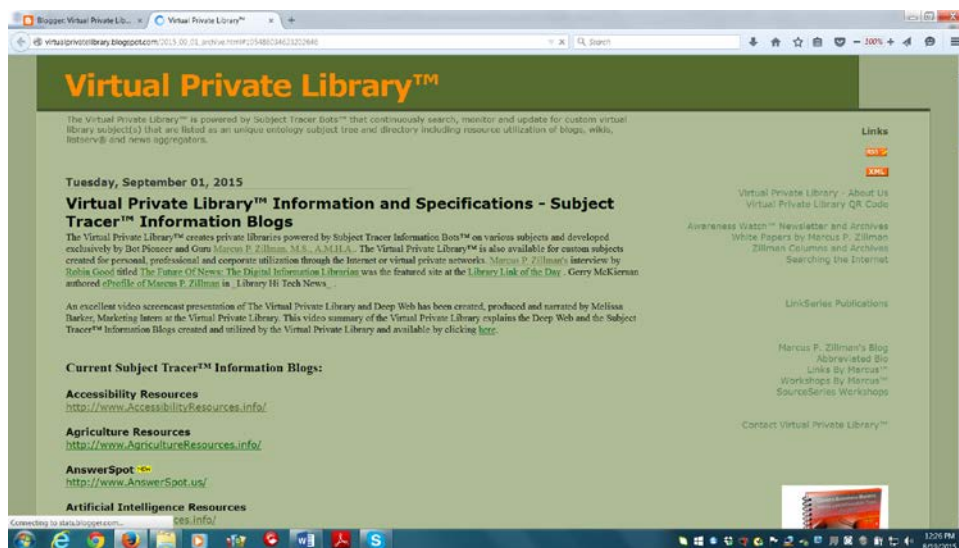 Blogger: Virtual Private Lib...
Virtual Private Library™
virtualprivatelibrary.blogspot.com/2015_09_01_archive.html#105488034623202646
Search
100%
Virtual Private Library™
The Virtual Private Library™ is powered by Subject Tracer Bots™ that continuously search, monitor and update for custom virtual
library subject(s) that are listed as an unique ontology subject tree and directory including resource utilization of blogs, wikis,
listserv® and news aggregators.
Tuesday, September 01, 2015
Virtual Private Library™ Information and Specifications - Subject
Tracer™ Information Blogs
The Virtual Private Library™ creates private libraries powered by Subject Tracer Information Bots™ on various subjects and developed
exclusively by Bot Pioneer and Guru Marcus P. Zillman, M.S., A.M.H.A.. The Virtual Private Library™ is also available for custom subjects
created for personal, professional and corporate utilization through the Internet or virtual private networks. Marcus P. Zillman's interview by
Robin Good titled The Future Of News: The Digital Information Librarian was the featured site at the Library Link of the Day . Gerry McKiernan
authored eProfile of Marcus P. Zillman in _Library Hi Tech News_ .
An excellent video screencast presentation of The Virtual Private Library and Deep Web has been created, produced and narrated by Melissa
Barker, Marketing Intern at the Virtual Private Library. This video summary of the Virtual Private Library explains the Deep Web and the Subject
Tracer™ Information Blogs created and utilized by the Virtual Private Library and available by clicking here.
Current Subject Tracer™ Information Blogs:
Accessibility Resources
http://www.AccessibilityResources.info/
Agriculture Resources
http://www.AgricultureResources.info/
AnswerSpot
http://www.AnswerSpot.us/
Artificial Intelligence Resources
ces.info/
Links
RSS
XML
Virtual Private Library - About Us
Virtual Private Library QR Code
Awareness Watch™ Newsletter and Archives
White Papers by Marcus P. Zillman
Zillman Columns and Archives
Searching the Internet
LinkSeries Publications
Marcus P. Zillman's Blog
Abbreviated Bio
Links By Marcus™
Workshops By Marcus™
SourceSeries Workshops
Contact Virtual Private Library™
Connecting to stats.blogger.com...
12:26 PM
8/19/2015